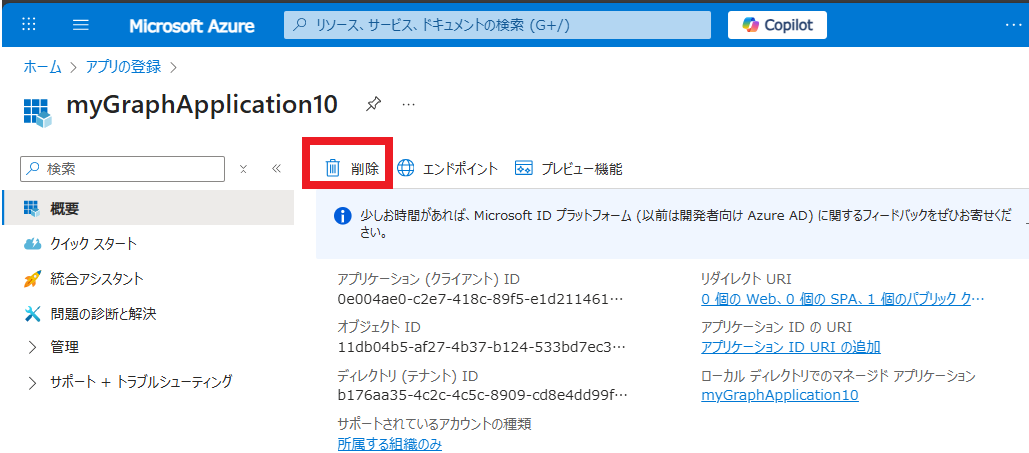 Microsoft Azure
リソース、サービス、ドキュメントの検索 (G+/)
Copilot
ホーム > アプリの登録 >
myGraphApplication10
検索
削除
エンドポイント
プレビュー機能
概要
クイック スタート
統合アシスタント
問題の診断と解決
管理
サポート + トラブルシューティング
少しお時間があれば、Microsoft ID プラットフォーム (以前は開発者向け Azure AD) に関するフィードバックをぜひお寄せくだ
さい。
アプリケーション (クライアント) ID
0e004ae0-c2e7-418c-89f5-e1d211461…
オブジェクト ID
11db04b5-af27-4b37-b124-533bd7ec3…
ディレクトリ (テナント) ID
b176aa35-4c2c-4c5c-8909-cd8e4dd99f…
サポートされているアカウントの種類
所属する組織のみ
リダイレクト URI
0 個の Web、0 個の SPA、1 個のパブリック ク…
アプリケーション ID の URI
アプリケーション ID URI の追加
ローカル ディレクトリでのマネージド アプリケーション
myGraphApplication10